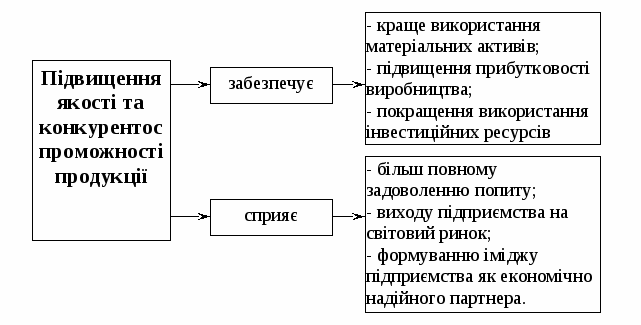 Підвищення
якості та
конкурентос
проможності
продукції
забезпечує
- краще використання
матеріальних активів;
- підвищення прибутковості
виробництва;
- покращення використання
інвестиційних ресурсів
сприяє
- більш повному
задоволенню попиту;
- виходу підприємства на
світовий ринок;
- формуванню іміджу
підприємства як економічно
надійного партнера.